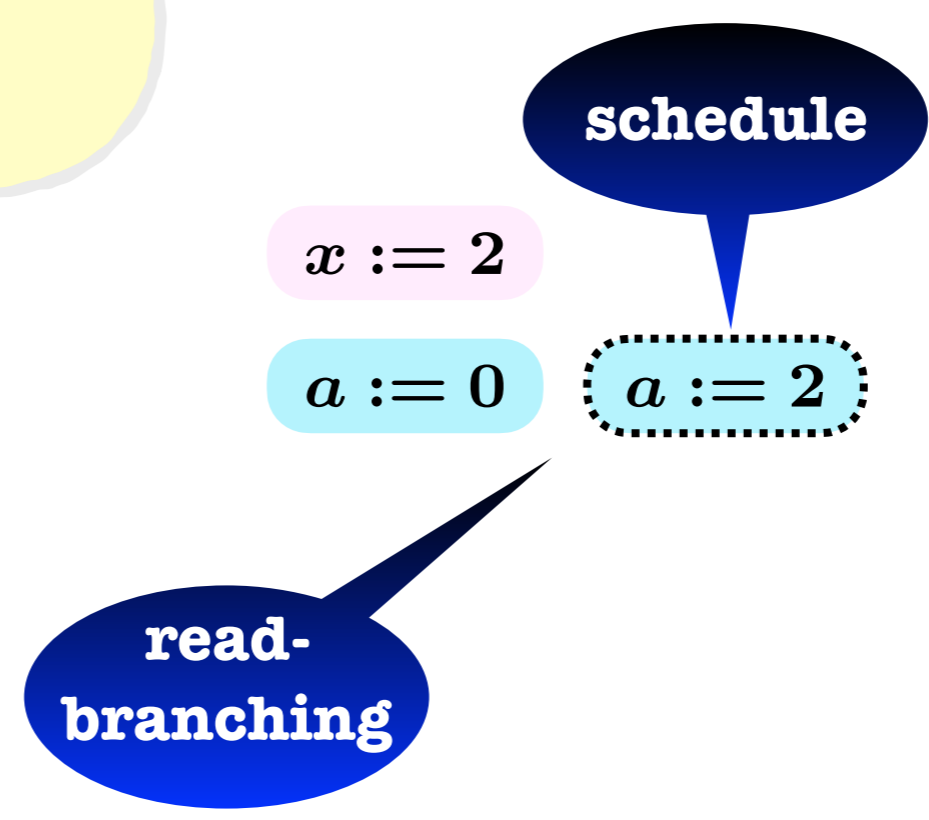 schedule
x := 2
a := 0 a := 2
read-
branching